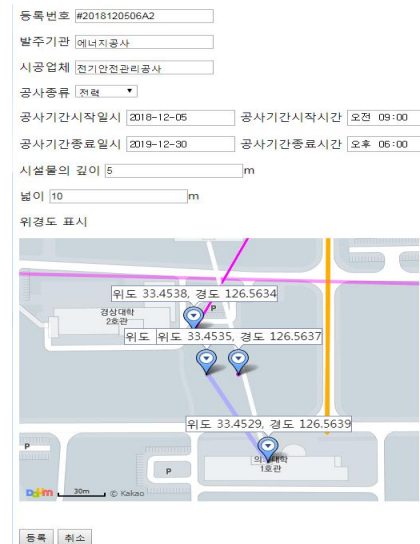 등록번호 #2018120506A2
발주기관 에너지공사
시공업체 전기안전관리공사
공사종류 전력
공사기간시작일시 2018-12-05 공사기간시작시간 오전 09:00
공사기간종료일시 2019-12-30 공사기간종료시간 오후 06:00
시설물의 깊이 5 m
넓이 10 m
위경도 표시
위도 33.4538, 경도 126.5634
P
경상대학
2호관
위도 위도 33.4535, 경도 126.5637
위도 33.4529, 경도 126.5639
P
P
1호관
30m © Kakao
등록 취소